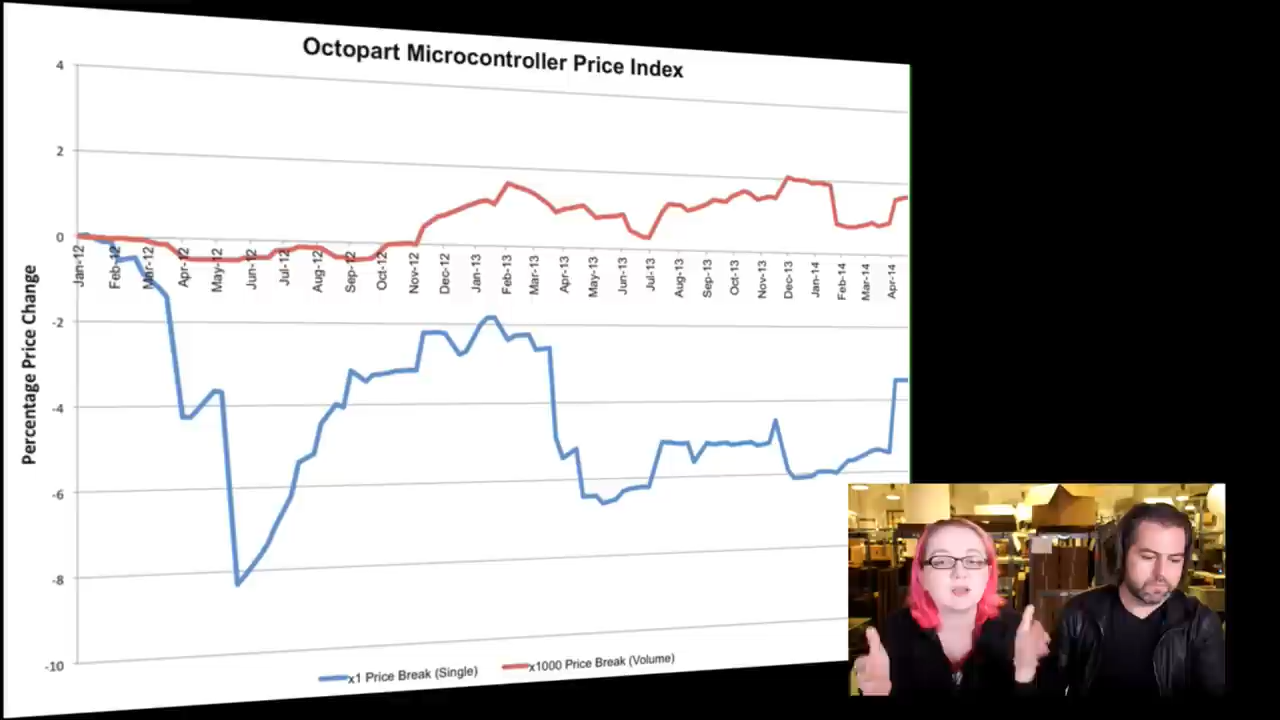 Octopart Microcontroller Price Index
4
2
0
-2
-4
-6
-8
-10
Percentage Price Change
Jan-12
Feb-12
Mar-12
Apr-12
May-12
Jun-12
Jul-12
Aug-12
Sep-12
Oct-12
Nov-12
Dec-12
Jan-13
Feb-13
Mar-13
Apr-13
May-13
Jun-13
Jul-13
Aug-13
Sep-13
Oct-13
Nov-13
Dec-13
Jan-14
Feb-14
Mar-14
Apr-14
x1 Price Break (Single)
x1000 Price Break (Volume)